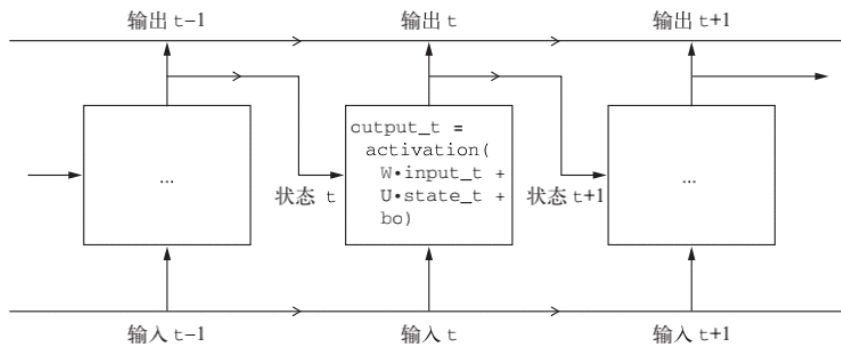 输出 t-1
输出 t
输出 t+1
...
output_t =
activation(
W•input_t +
U•state_t +
bo)
...
状态 t
状态 t+1
输入 t-1
输入 t
输入 t+1